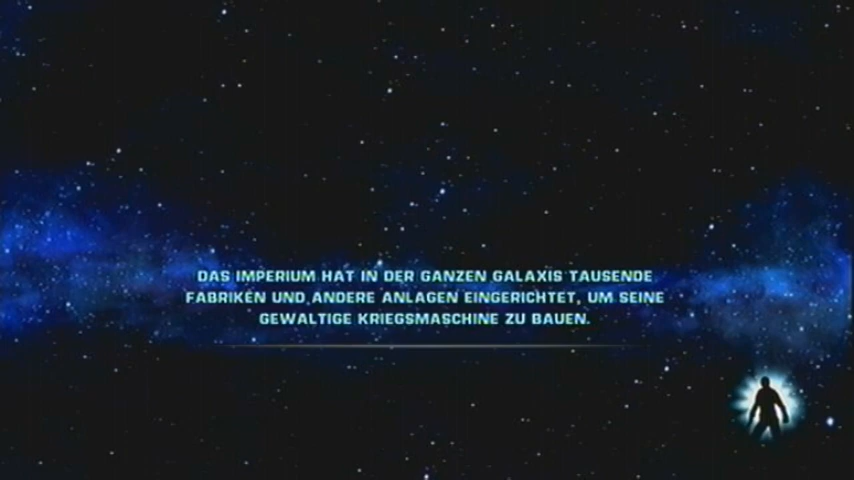 DAS IMPERIUM HAT IN DER GANZEN GALAXIS TAUSENDE
FABRIKEN UND ANDERE ANLAGEN EINGERICHTET, UM SEINE
GEWALTIGE KRIEGSMASCHINE ZU BAUEN.